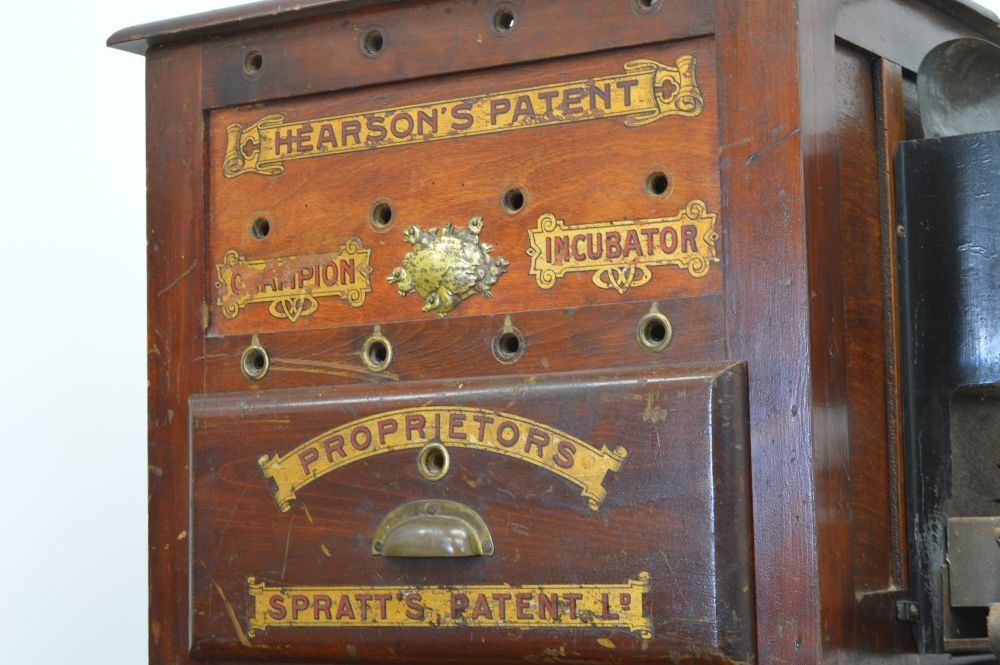 HEARSON'S PATENT
CHAMPION
INCUBATOR
PROPRIETORS
SPRATT'S PATENT LD